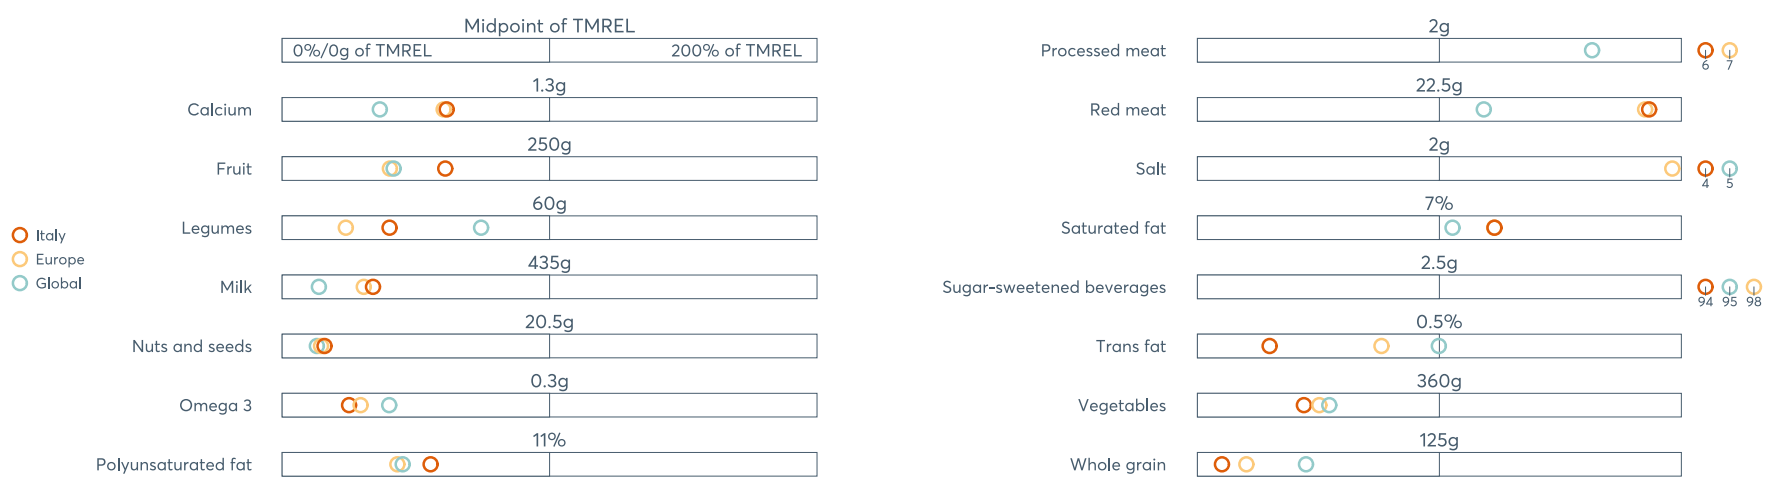 Midpoint of TMREL
0%/0g of TMREL 200% of TMREL
1.3g
Calcium
250g
Fruit
60g
Legumes
435g
Milk
20.5g
Nuts and seeds
0.3g
Omega 3
11%
Polyunsaturated fat
Italy
Europe
Global
2g
Processed meat
6 7
22.5g
Red meat
2g
Salt
4 5
7%
Saturated fat
2.5g
Sugar-sweetened beverages
94 95 98
0.5%
Trans fat
360g
Vegetables
125g
Whole grain